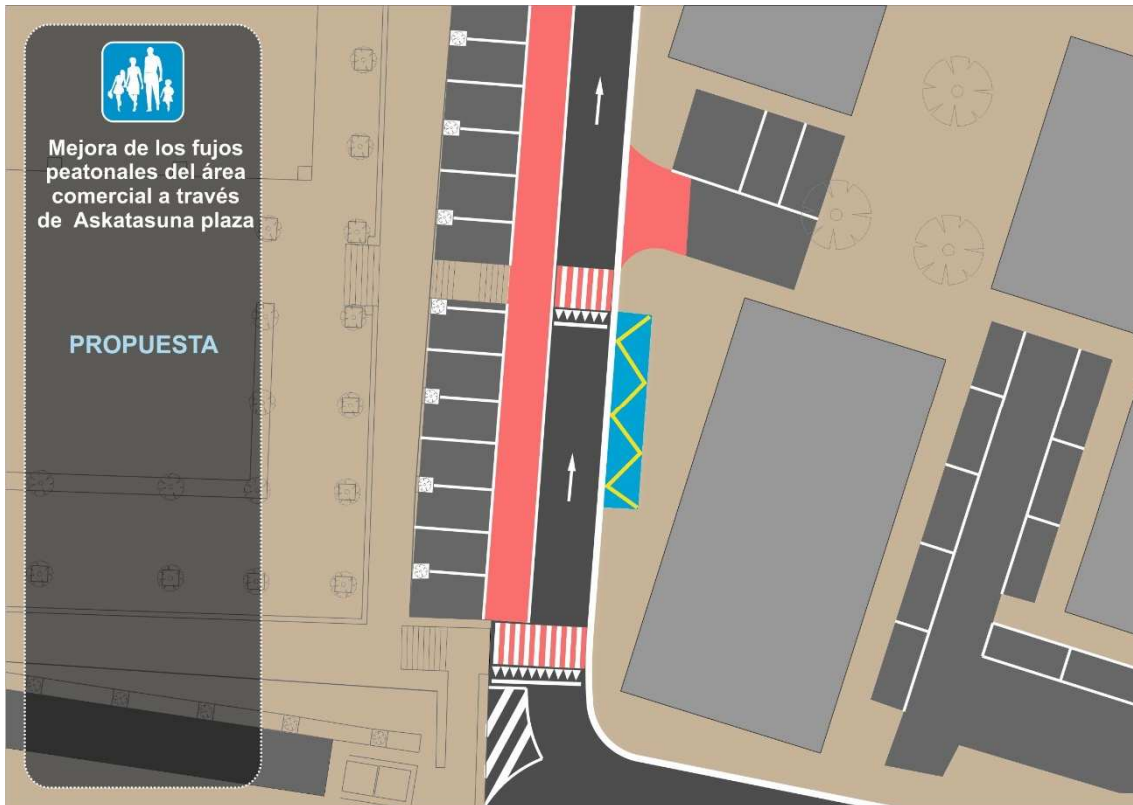 Mejora de los fujos
peatonales del área
comercial a través
de Askatasuna plaza
PROPUESTA